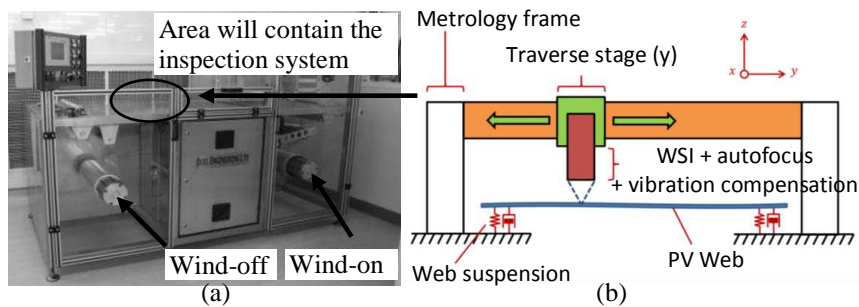 Area will contain the
inspection system
Wind-off
Wind-on
(a)
Metrology frame
(b)
Traverse stage (y)
z
x
y
WSI + autofocus
+ vibration compensation
Web suspension
PV Web